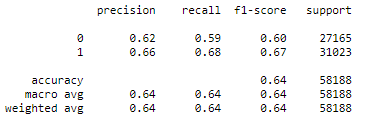 precision recall f1-score support
0 0.62 0.59 0.60 27165
1 0.66 0.68 0.67 31023
accuracy 0.64 58188
macro avg 0.64 0.64 0.64 58188
weighted avg 0.64 0.64 0.64 58188